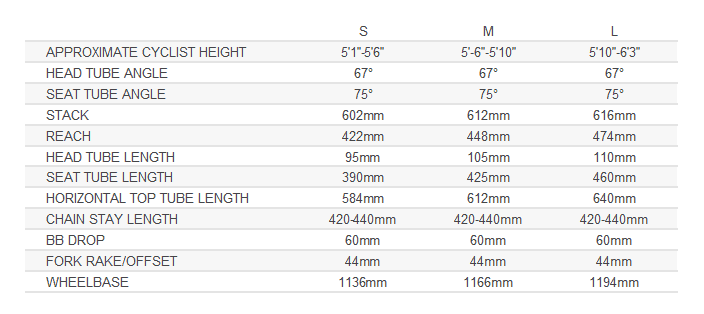 S M L
APPROXIMATE CYCLIST HEIGHT 5'1"-5'6" 5'-6"-5'10" 5'10"-6'3"
HEAD TUBE ANGLE 67° 67° 67°
SEAT TUBE ANGLE 75° 75° 75°
STACK 602mm 612mm 616mm
REACH 422mm 448mm 474mm
HEAD TUBE LENGTH 95mm 105mm 110mm
SEAT TUBE LENGTH 390mm 425mm 460mm
HORIZONTAL TOP TUBE LENGTH 584mm 612mm 640mm
CHAIN STAY LENGTH 420-440mm 420-440mm 420-440mm
BB DROP 60mm 60mm 60mm
FORK RAKE/OFFSET 44mm 44mm 44mm
WHEELBASE 1136mm 1166mm 1194mm